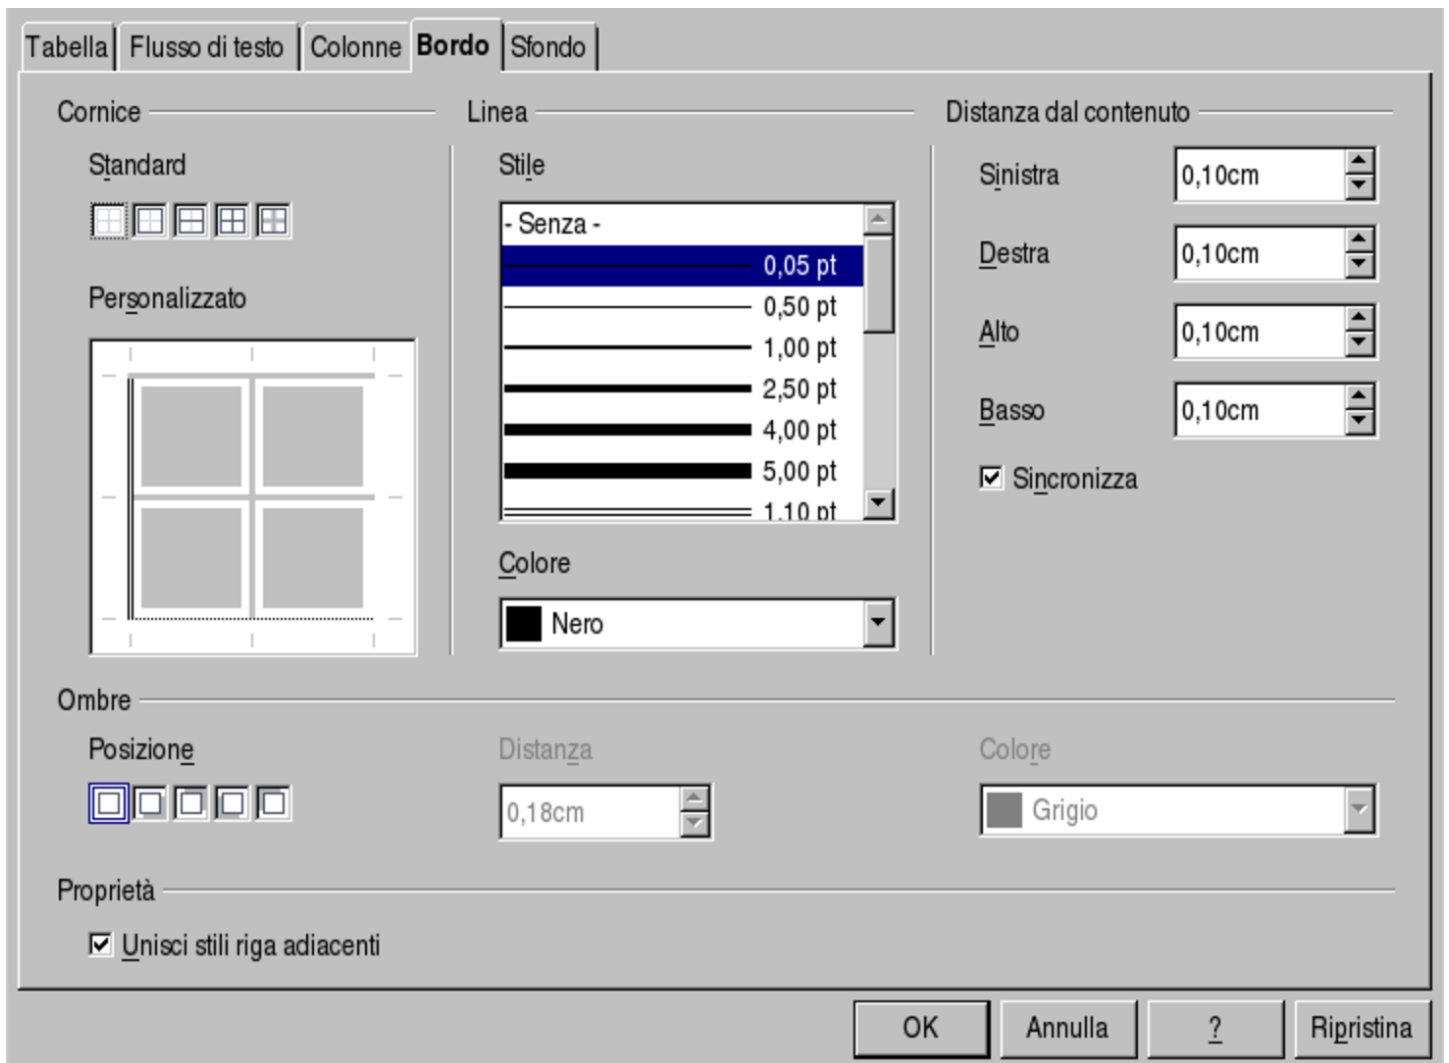 Tabella Flusso di testo Colonne Bordo Sfondo
Cornice
Standard
Personalizzato
Linea
Stile
- Senza -
0,05 pt
0,50 pt
1,00 pt
2,50 pt
4,00 pt
5,00 pt
1,10 pt
Colore
Nero
Distanza dal contenuto
Sinistra 0,10cm
Destra 0,10cm
Alto 0,10cm
Basso 0,10cm
Sincronizza
Ombre
Posizione Distanza Colore
0,18cm Grigio
Proprietà
Unisci stili riga adiacenti
OK Annulla ? Ripristina